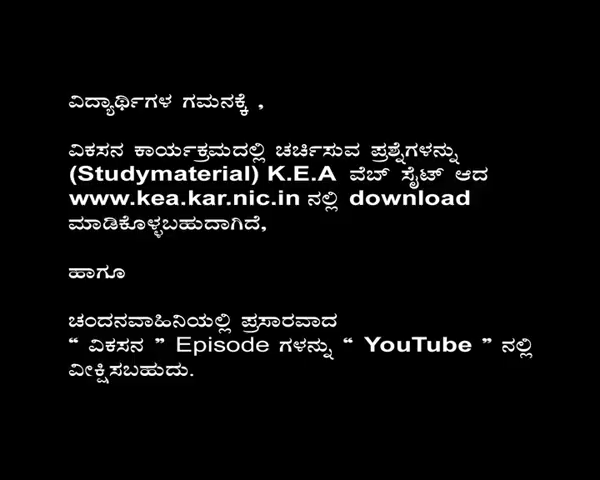 ವಿದ್ಯಾರ್ಥಿಗಳ ಗಮನಕ್ಕೆ ,
ವಿಕಸನ ಕಾರ್ಯಕ್ರಮದಲ್ಲಿ ಚರ್ಚಿಸುವ ಪ್ರಶ್ನೆಗಳನ್ನು
(Studymaterial) K.E.A ವೆಬ್ ಸೈಟ್ ಆದ
www.kea.kar.nic.in ನಲ್ಲಿ download
ಮಾಡಿಕೊಳ್ಳಬಹುದಾಗಿದೆ,
ಹಾಗೂ
ಚಂದನವಾಹಿನಿಯಲ್ಲಿ ಪ್ರಸಾರವಾದ
“ ವಿಕಸನ ” Episode ಗಳನ್ನು “ YouTube ” ನಲ್ಲಿ
ವೀಕ್ಷಿಸಬಹುದು.